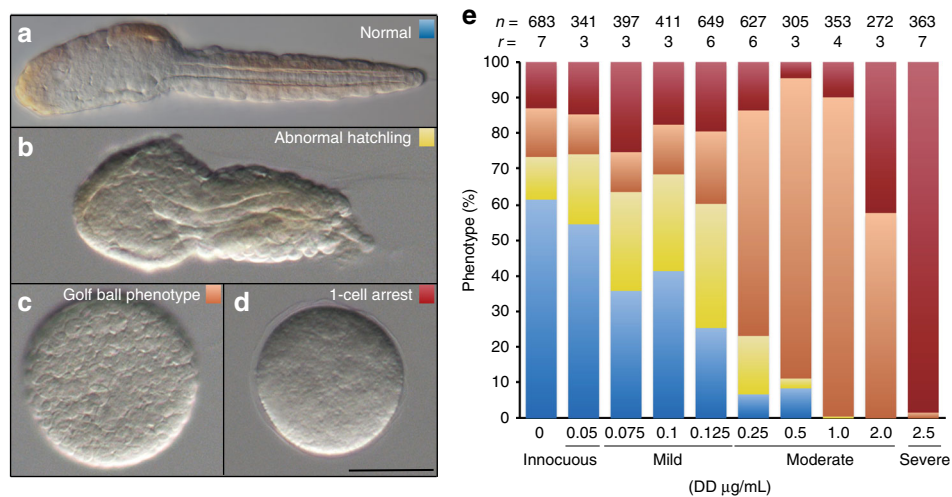 a
Normal
b
Abnormal hatchling
c
Golf ball phenotype
d
1-cell arrest
e
n = 683 341 397 411 649 627 305 353 272 363
r = 7 3 3 3 6 6 3 4 3 7
Phenotype (%)
100
90
80
70
60
50
40
30
20
10
0
0 0.05 0.075 0.1 0.125 0.25 0.5 1.0 2.0 2.5
Innocuous Mild Moderate Severe
(DD µg/mL)